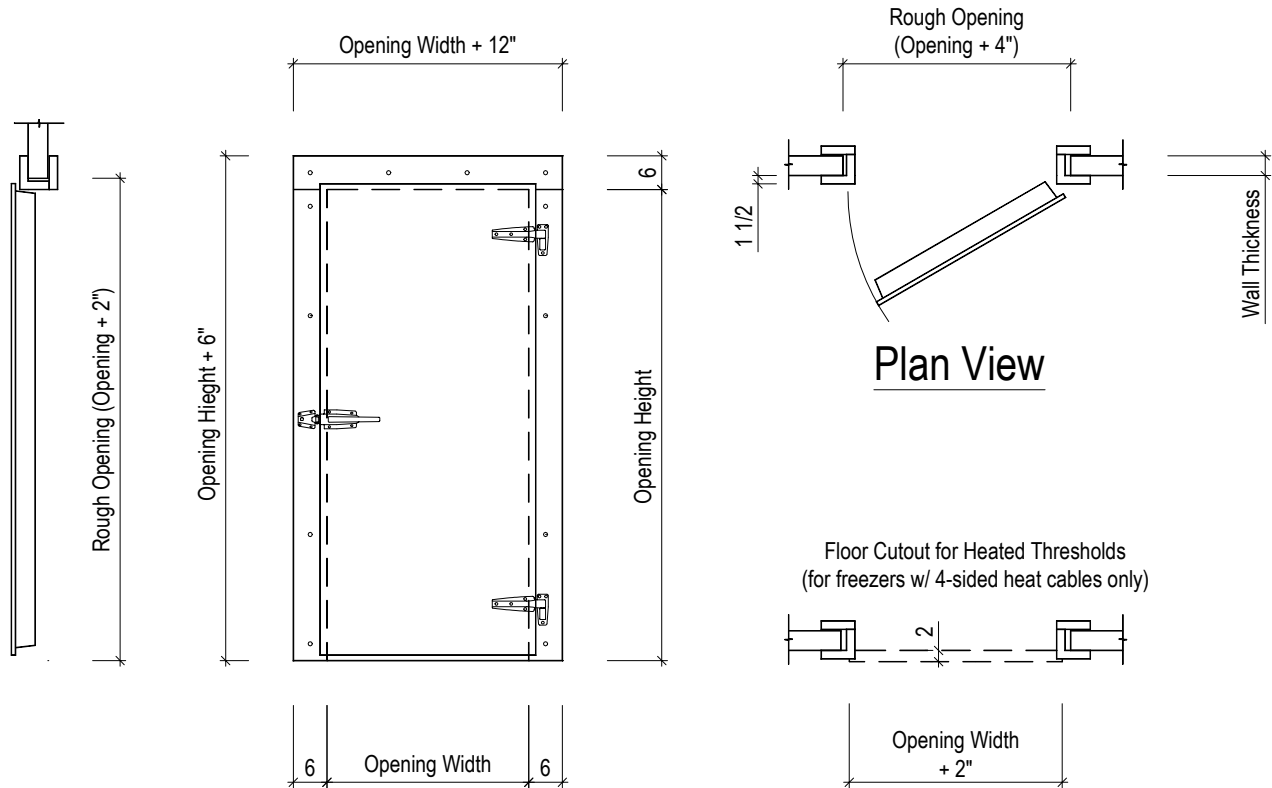 Opening Width + 12"
Rough Opening
(Opening + 4")
Rough Opening (Opening + 2")
Opening Hieght + 6"
6
Opening Height
1 1/2
Wall Thickness
Plan View
Floor Cutout for Heated Thresholds
(for freezers w/ 4-sided heat cables only)
2
6
Opening Width
6
Opening Width
+ 2"